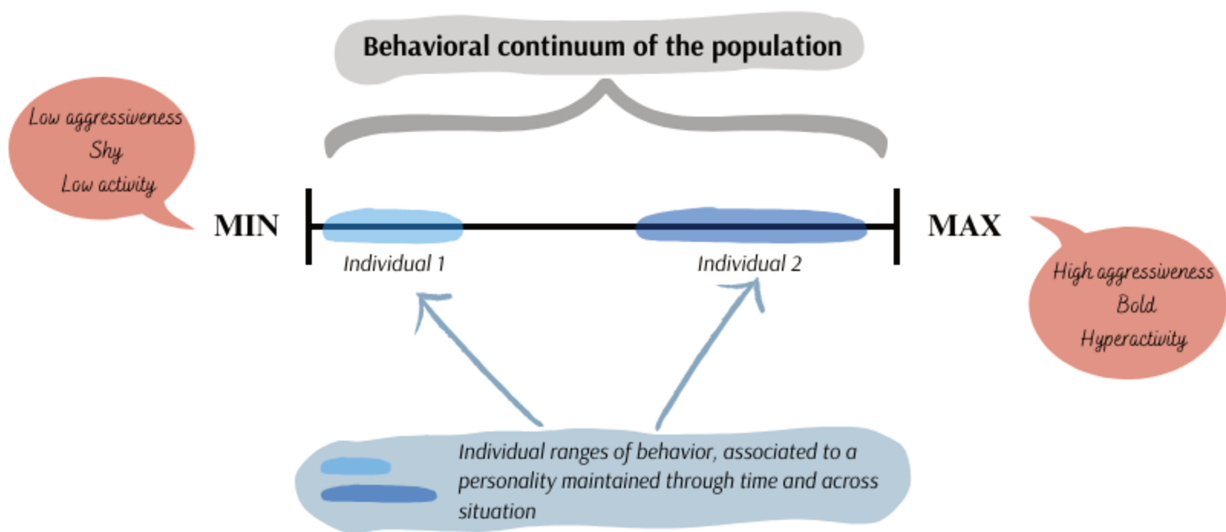 Behavioral continuum of the population
Low aggressiveness
Shy
Low activity
MIN
MAX
Individual 1
Individual 2
High aggressiveness
Bold
Hyperactivity
Individual ranges of behavior, associated to a
personality maintained through time and across
situation